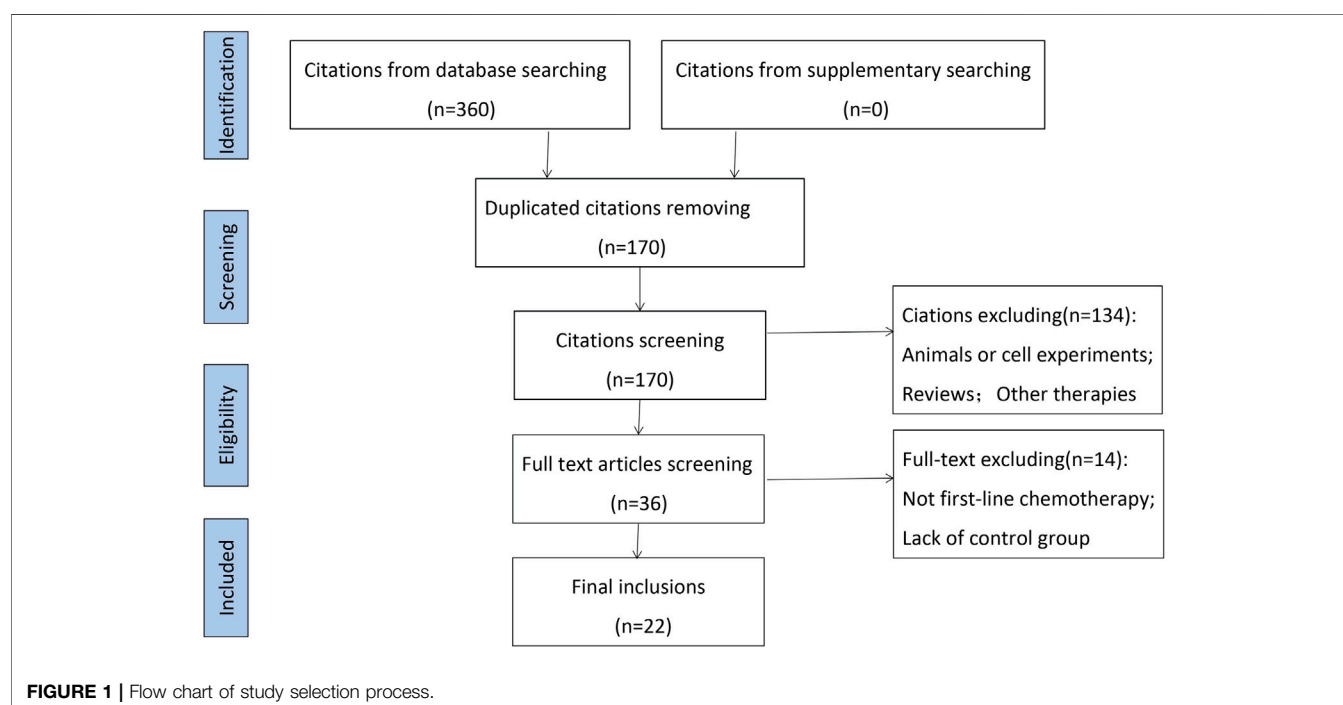 Identification
Citations from database searching
(n=360)
Citations from supplementary searching
(n=0)
Screening
Duplicated citations removing
(n=170)
Citations screening
(n=170)
Ciations excluding(n=134):
Animals or cell experiments;
Reviews；Other therapies
Eligibility
Full text articles screening
(n=36)
Full-text excluding(n=14):
Not first-line chemotherapy;
Lack of control group
Included
Final inclusions
(n=22)
FIGURE 1 | Flow chart of study selection process.